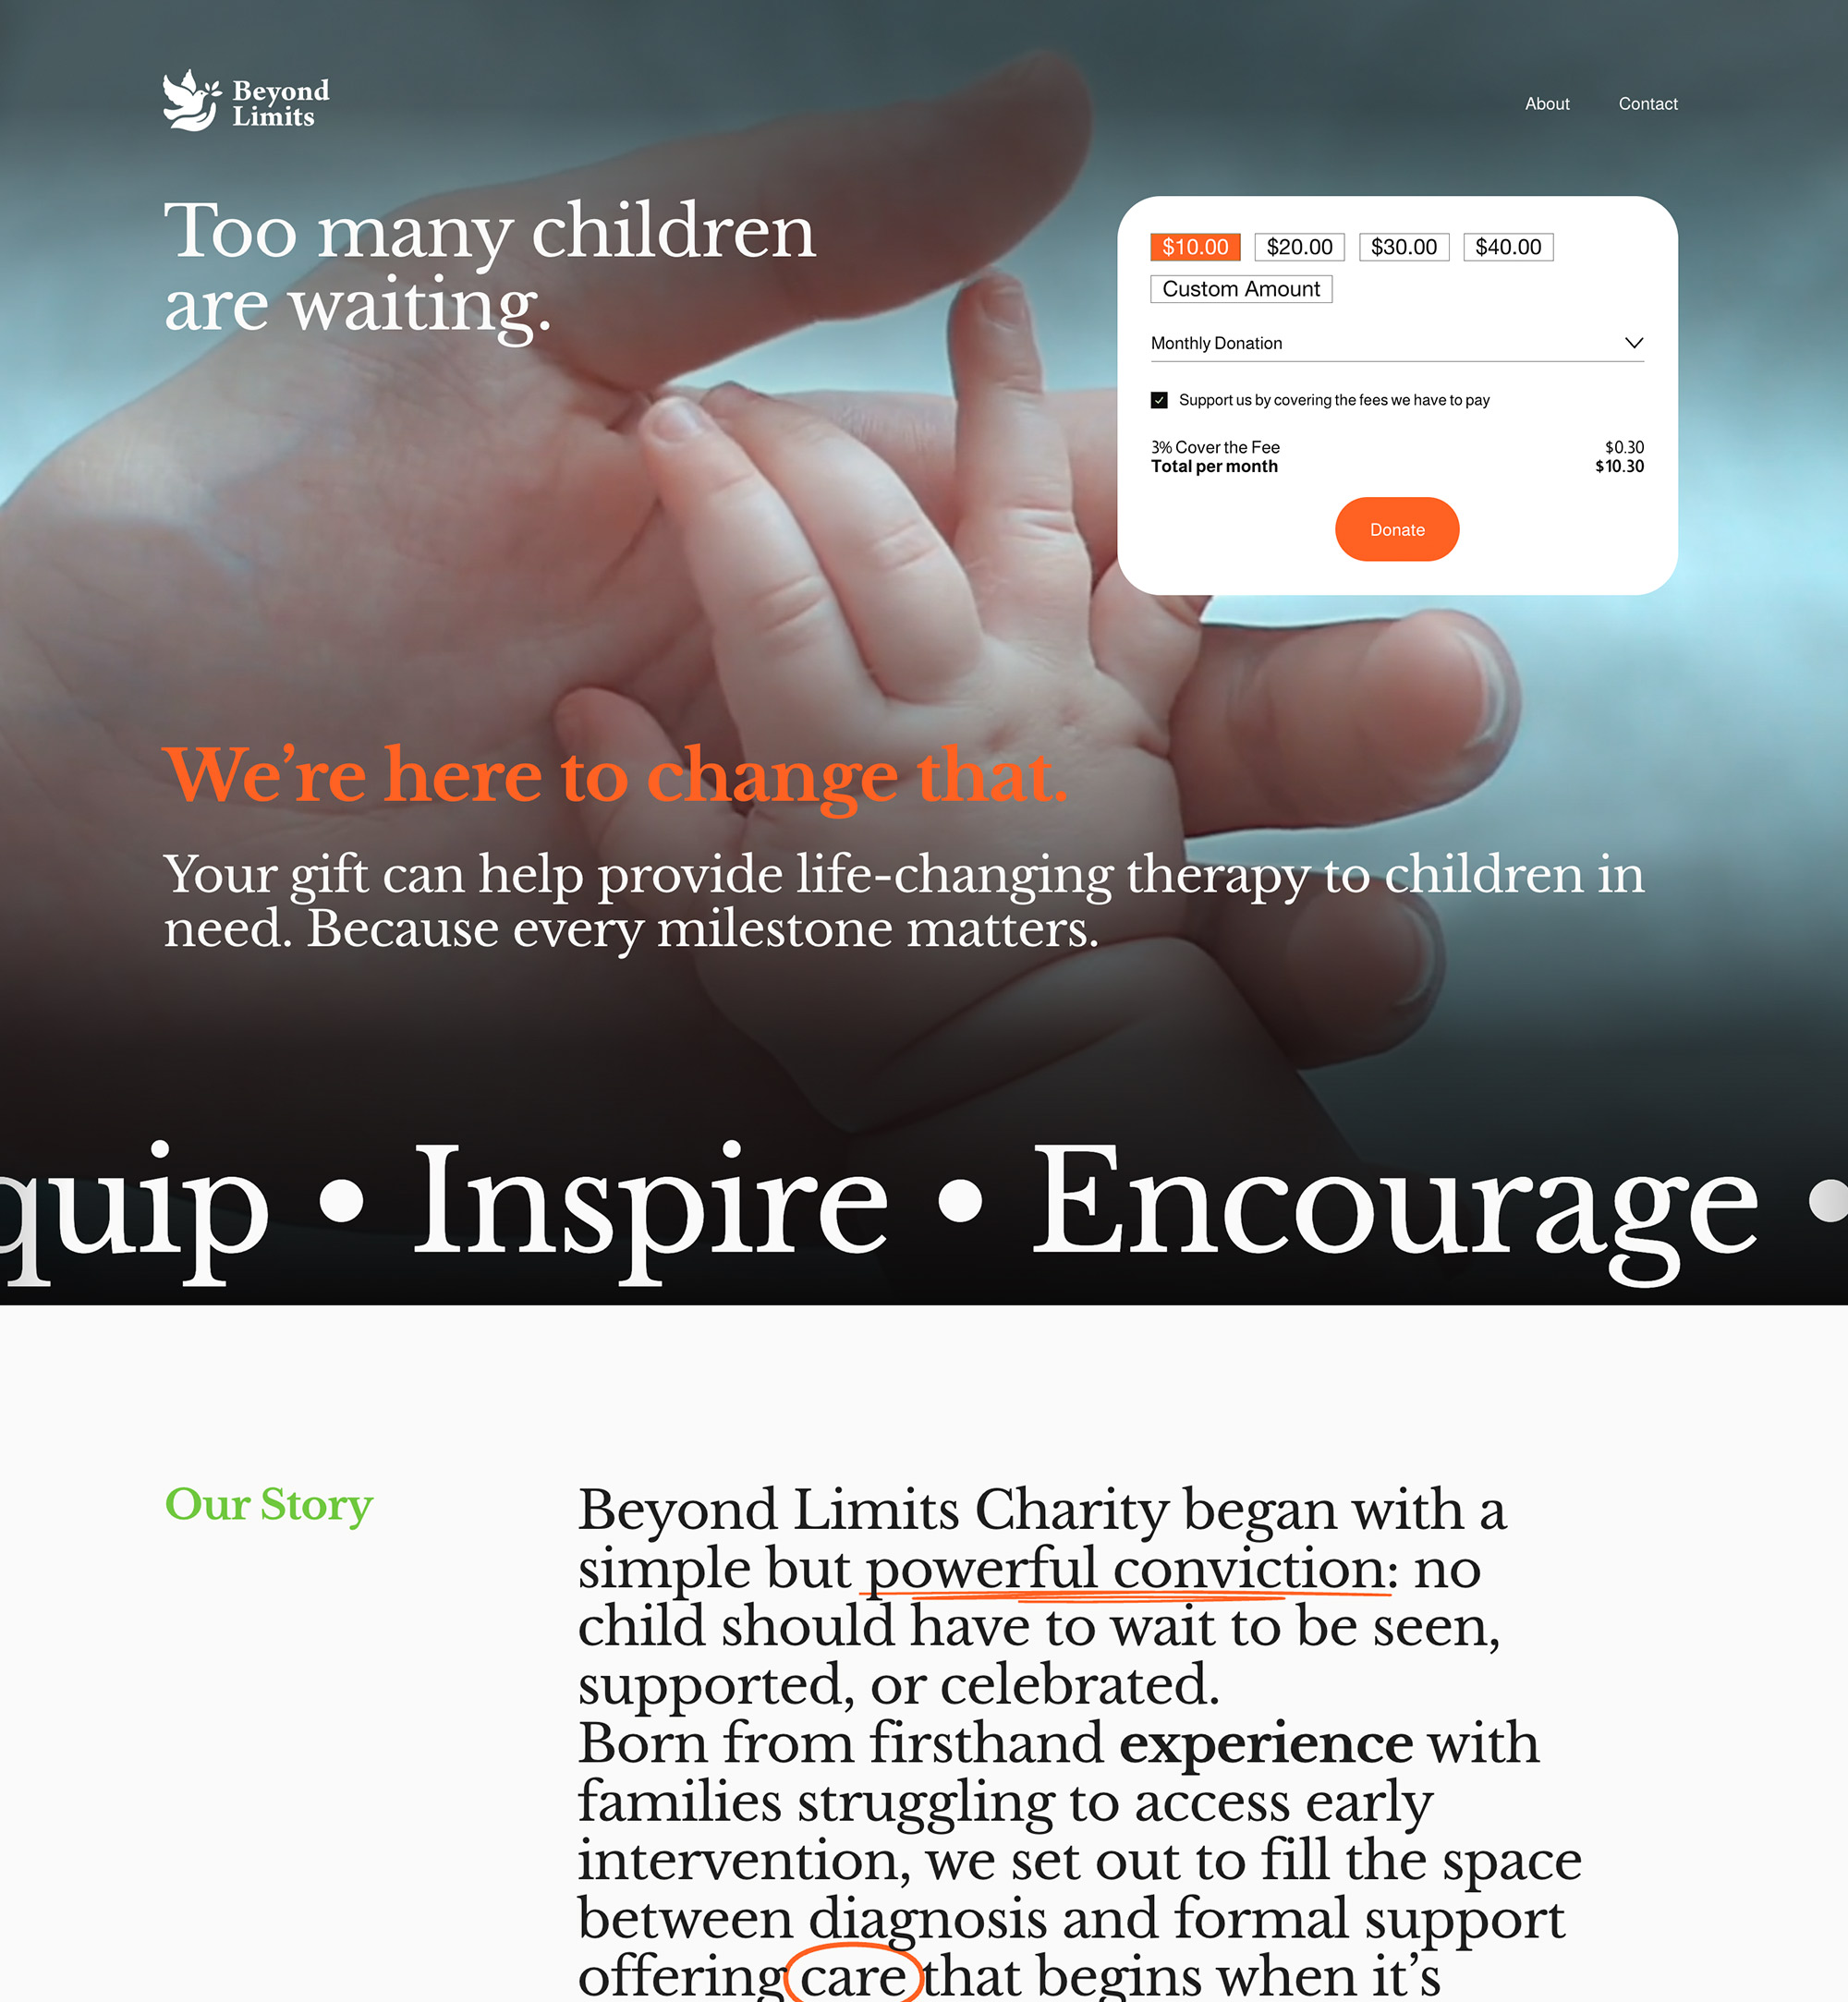 Beyond
Limits
About
Contact
Too many children
are waiting.
$10.00
$20.00
$30.00
$40.00
Custom Amount
Monthly Donation
Support us by covering the fees we have to pay
3% Cover the Fee $0.30
Total per month $10.30
Donate
We’re here to change that.
Your gift can help provide life-changing therapy to children in
need. Because every milestone matters.
quip • Inspire • Encourage •
Our Story
Beyond Limits Charity began with a
simple but powerful conviction: no
child should have to wait to be seen,
supported, or celebrated.
Born from firsthand experience with
families struggling to access early
intervention, we set out to fill the space
between diagnosis and formal support
offering care that begins when it’s